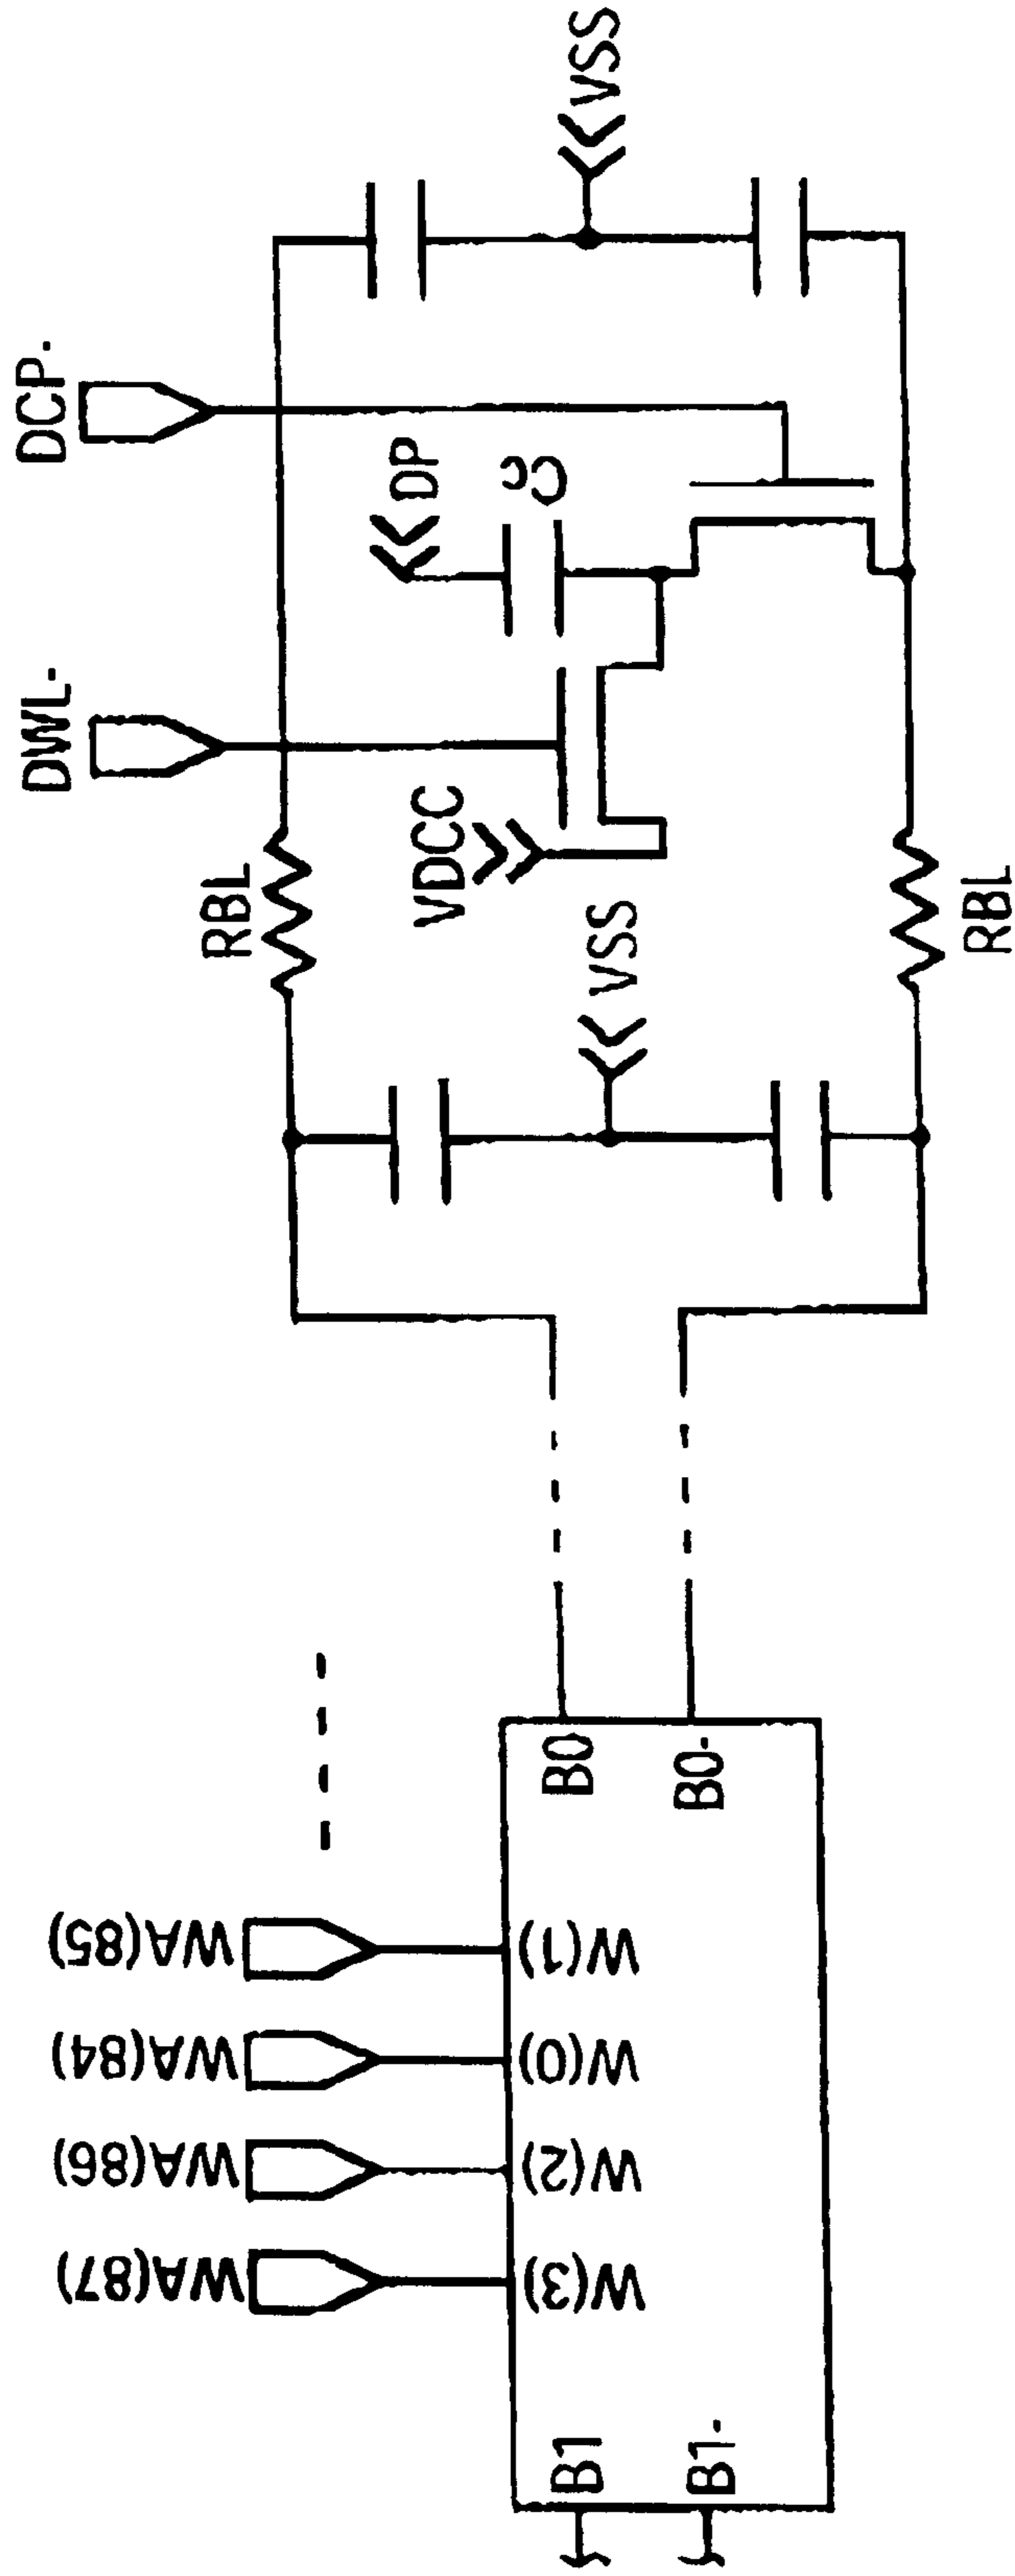 DCP-
DWL-
VSS
DP
Cc
VDCC
RBL
VSS
RBL
WA(85)
WA(84)
WA(86)
WA(87)
W(1)
W(0)
W(2)
W(3)
B0
B0-
B1
B1-